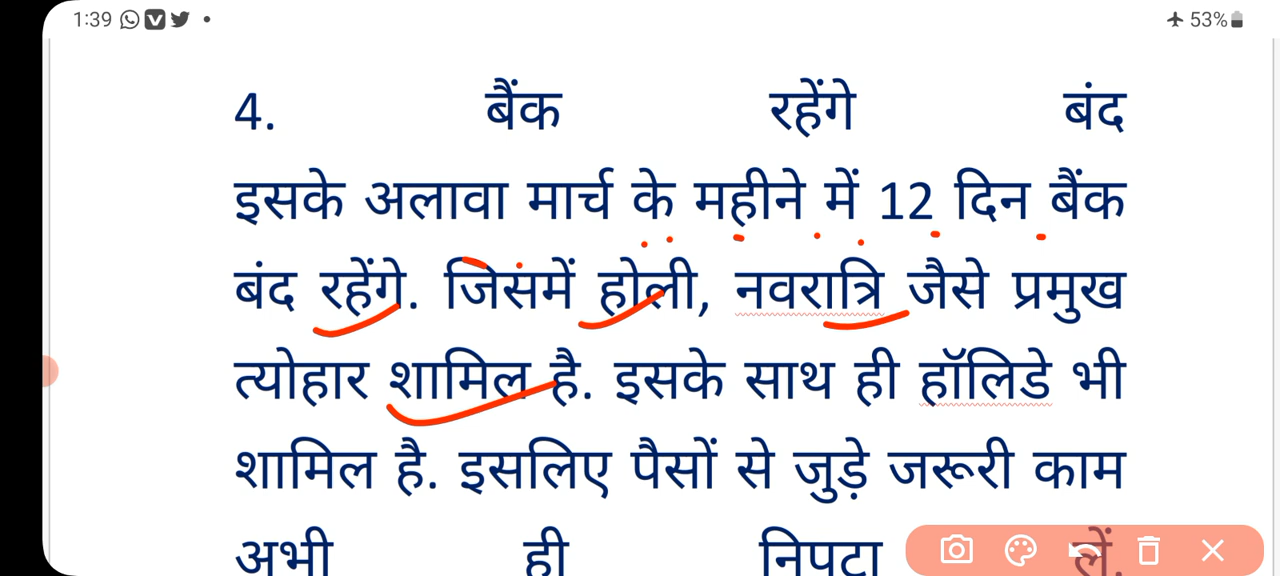 1:39 53%
4. बैंक रहेंगे बंद
इसके अलावा मार्च के महीने में 12 दिन बैंक
बंद रहेंगे. जिसमें होली, नवरात्रि जैसे प्रमुख
त्योहार शामिल है. इसके साथ ही हॉलिडे भी
शामिल है. इसलिए पैसों से जुड़े जरूरी काम
अभी ही निपटा लें.